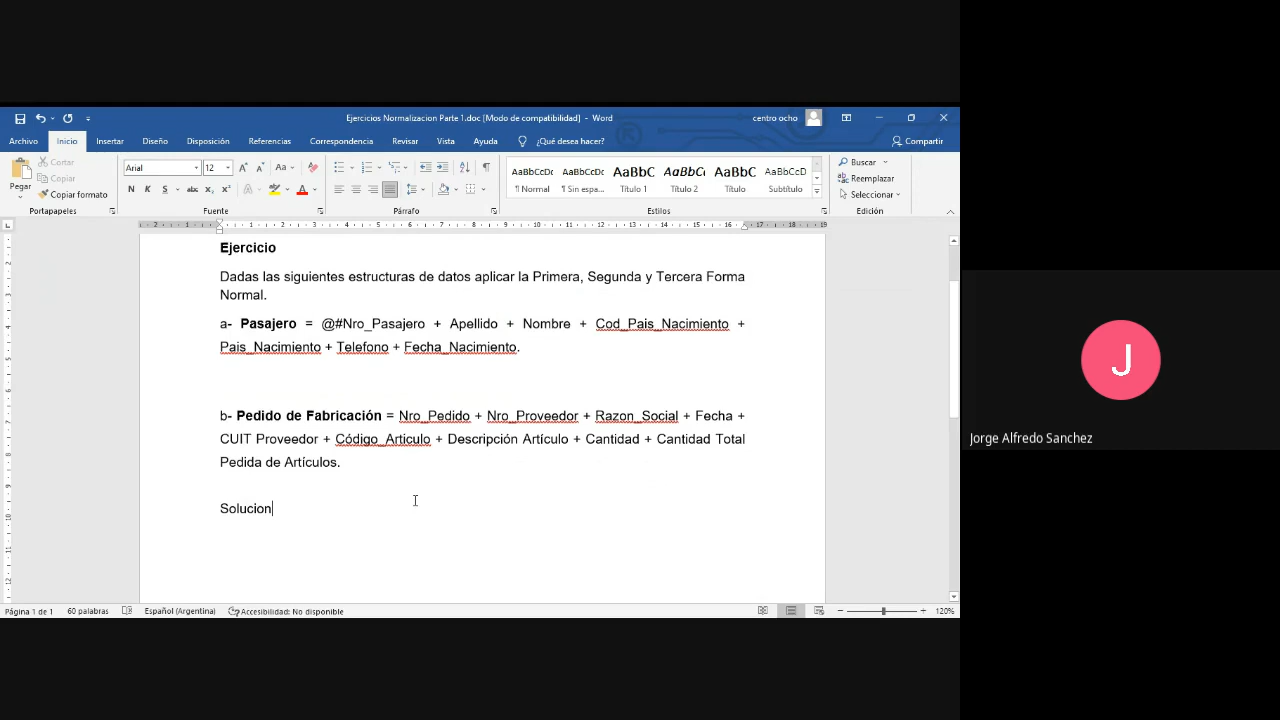 Ejercicios Normalizacion Parte 1.doc [Modo de compatibilidad] - Word
centro ocho
Archivo Inicio Insertar Diseño Disposición Referencias Correspondencia Revisar Vista Ayuda ¿Qué desea hacer? Compartir
Pegar
Cortar
Copiar
Copiar formato
Portapapeles
Arial 12
N K S abc x₂ x²
Fuente
Párrafo
AaBbCcDc AaBbCcDc AaBbC AaBbCc AaBbC AaBbCcD
¶ Normal ¶ Sin espa... Título 1 Título 2 Título Subtítulo
Estilos
Buscar
Reemplazar
Seleccionar
Edición
Ejercicio
Dadas las siguientes estructuras de datos aplicar la Primera, Segunda y Tercera Forma
Normal.
a- Pasajero = @#Nro_Pasajero + Apellido + Nombre + Cod_Pais_Nacimiento +
Pais_Nacimiento + Telefono + Fecha_Nacimiento.
b- Pedido de Fabricación = Nro_Pedido + Nro_Proveedor + Razon_Social + Fecha +
CUIT Proveedor + Código_Articulo + Descripción Artículo + Cantidad + Cantidad Total
Pedida de Artículos.
Solucion
Página 1 de 1 60 palabras Español (Argentina) Accesibilidad: No disponible 120%
J
Jorge Alfredo Sanchez